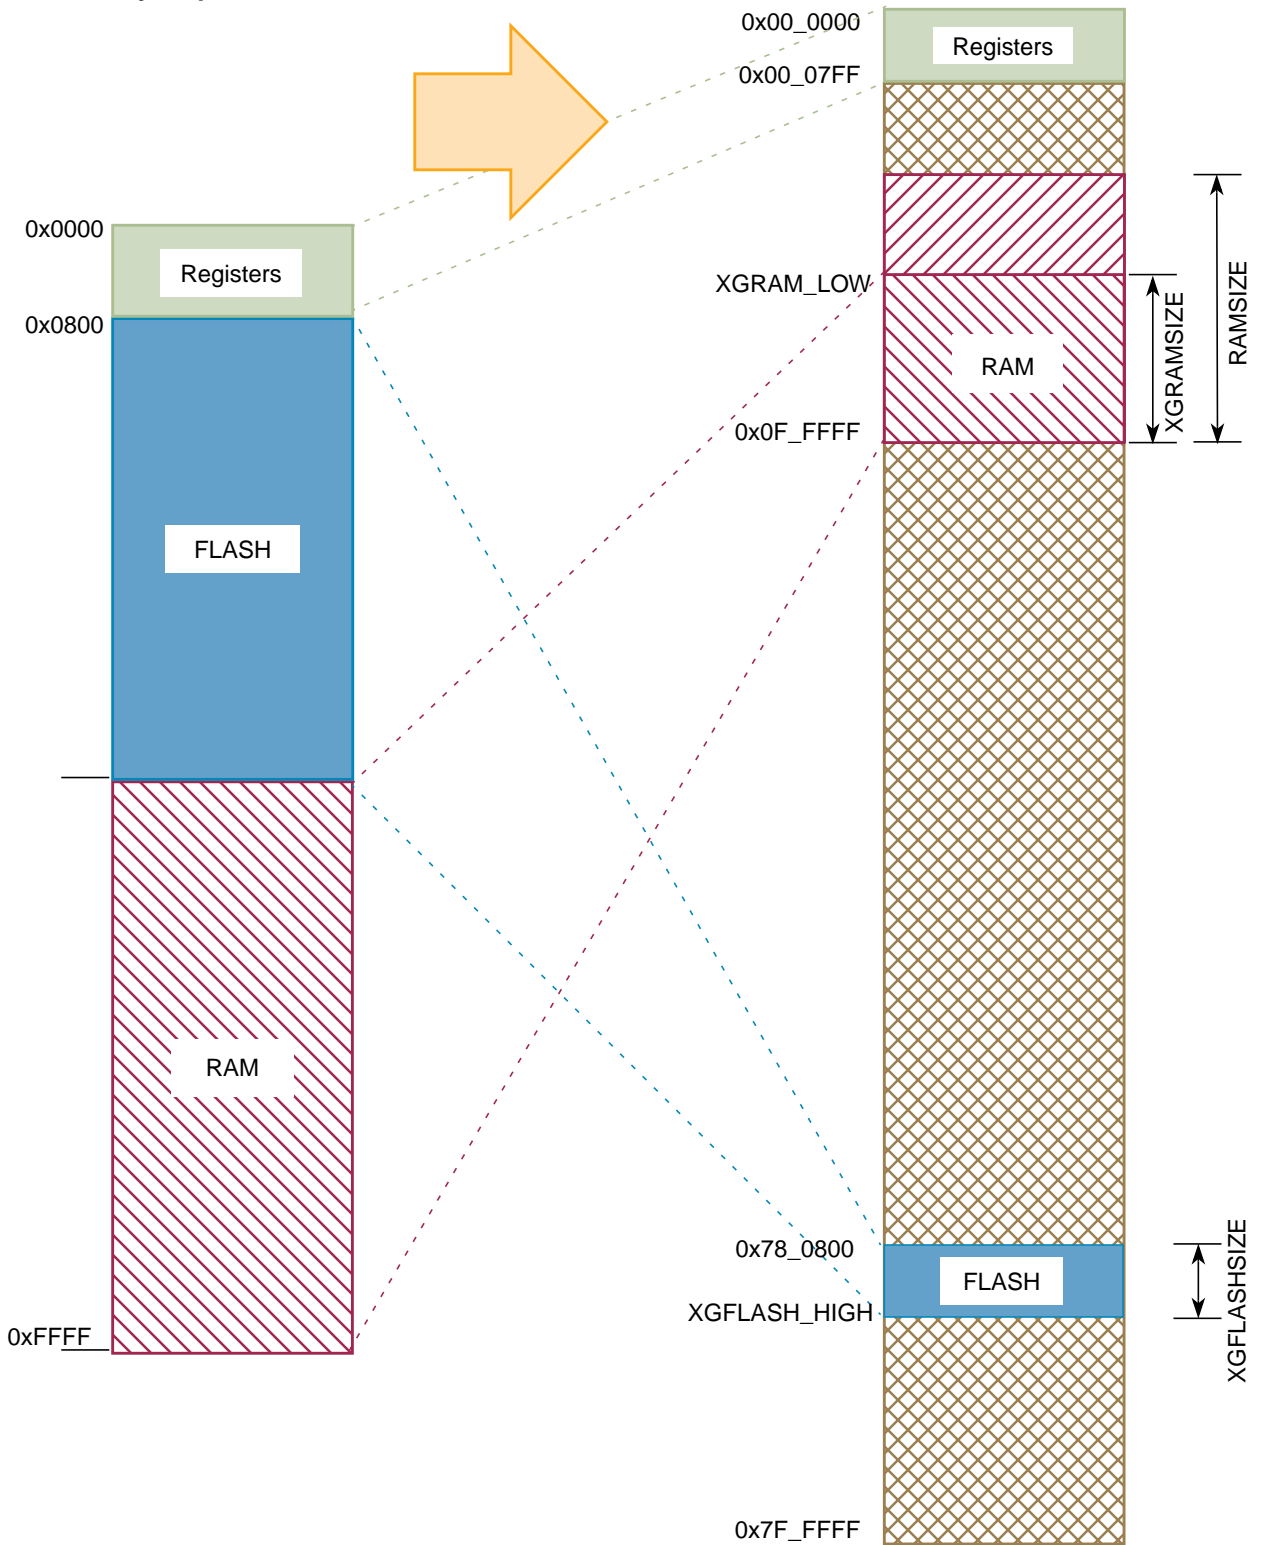 0x00_0000
Registers
0x00_07FF
0x0000
Registers
0x0800
XGRAM_LOW
RAM
XGRAMSIZE
RAMSIZE
0x0F_FFFF
FLASH
RAM
0x78_0800
FLASH
XGFLASH_HIGH
XGFLASHSIZE
0xFFFF
0x7F_FFFF